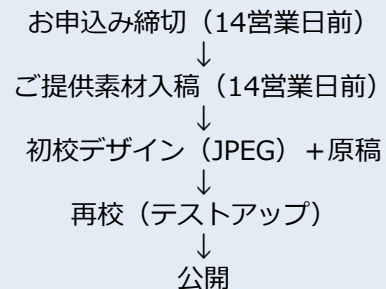 お申込み締切（14営業日前）
↓
ご提供素材入稿（14営業日前）
↓
初校デザイン（JPEG）＋原稿
↓
再校（テストアップ）
↓
公開